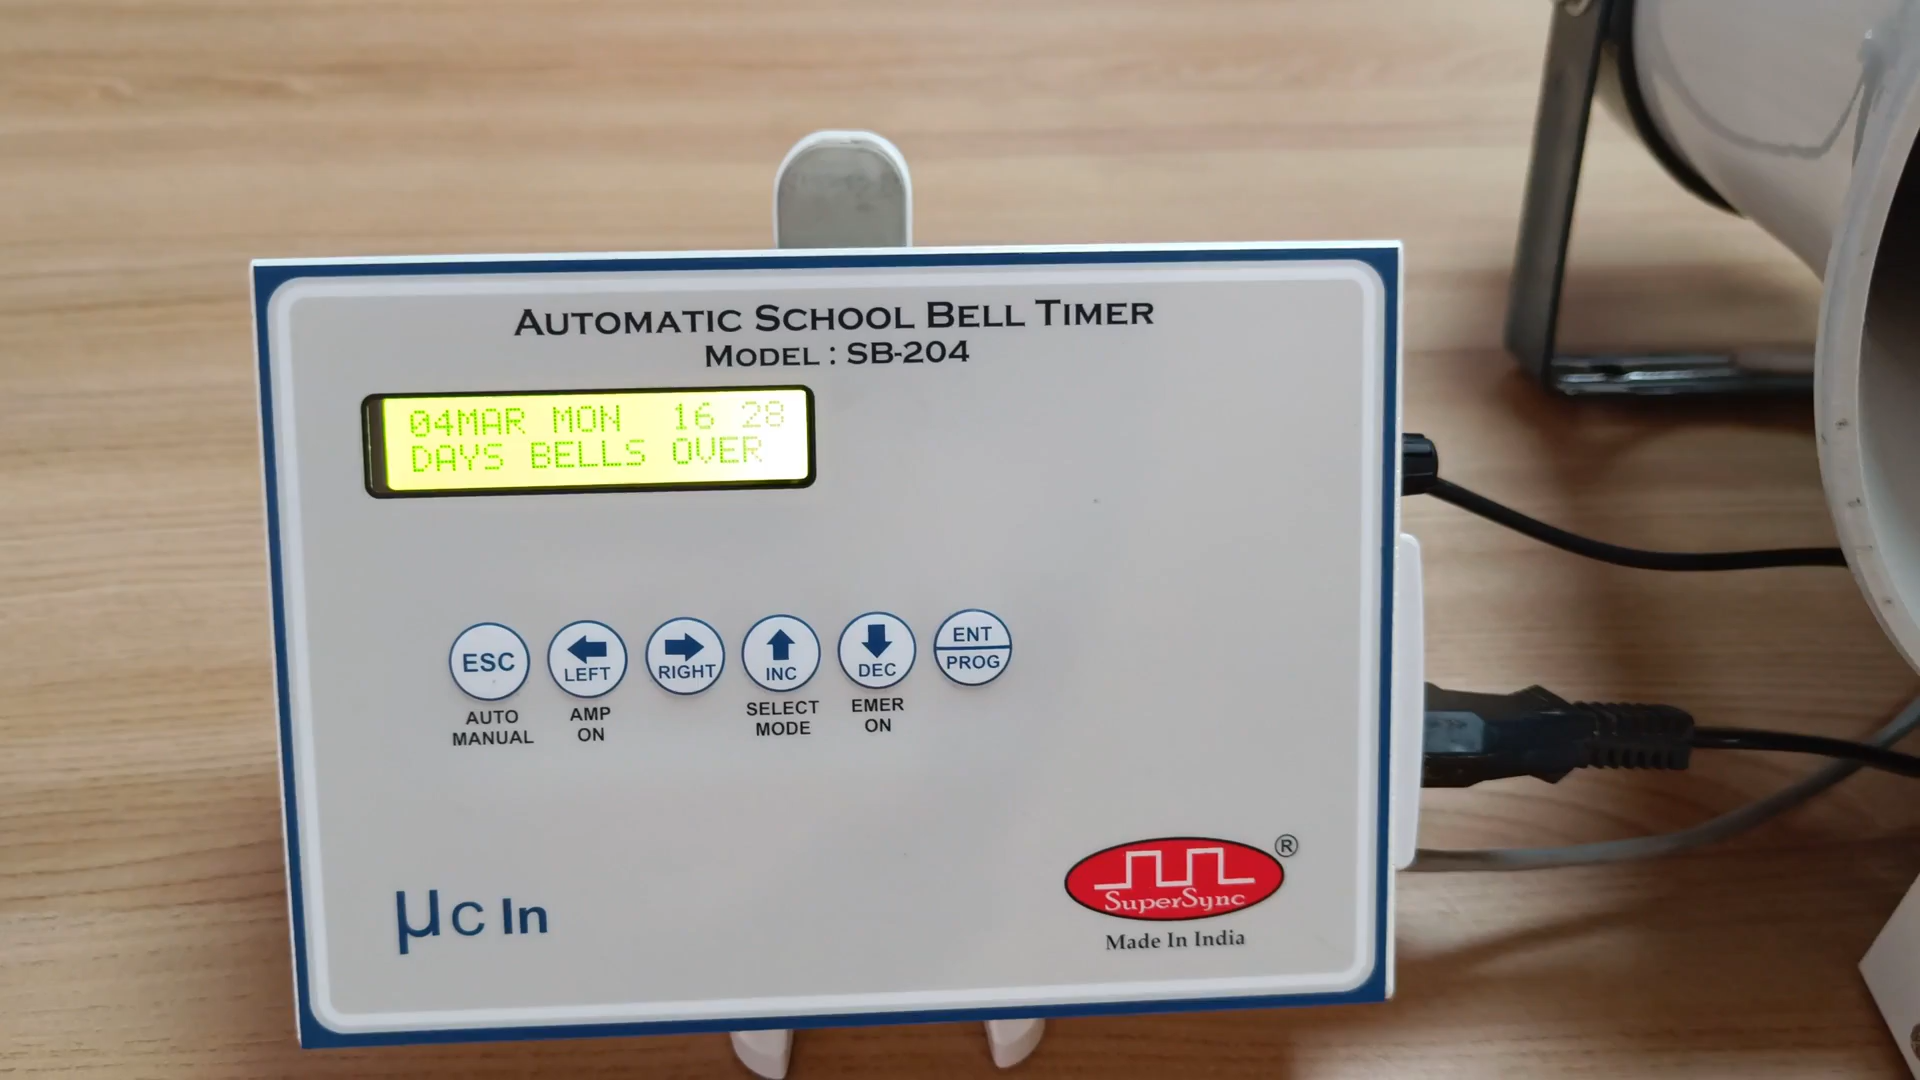 AUTOMATIC SCHOOL BELL TIMER
MODEL : SB-204
04MAR MON 16 28
DAYS BELLS OVER
ESC
LEFT
RIGHT
INC
DEC
ENT
PROG
AUTO
MANUAL
AMP
ON
SELECT
MODE
EMER
ON
µc In
SuperSync
®
Made In India